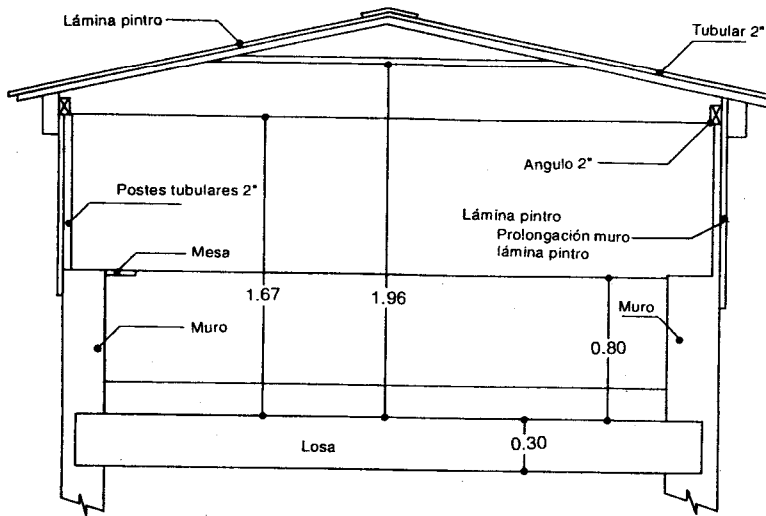 Lámina pintro
Tubular 2"
Angulo 2"
Postes tubulares 2"
Lámina pintro
Prolongación muro
lámina pintro
Mesa
1.67
1.96
Muro
Muro
0.80
Losa
0.30